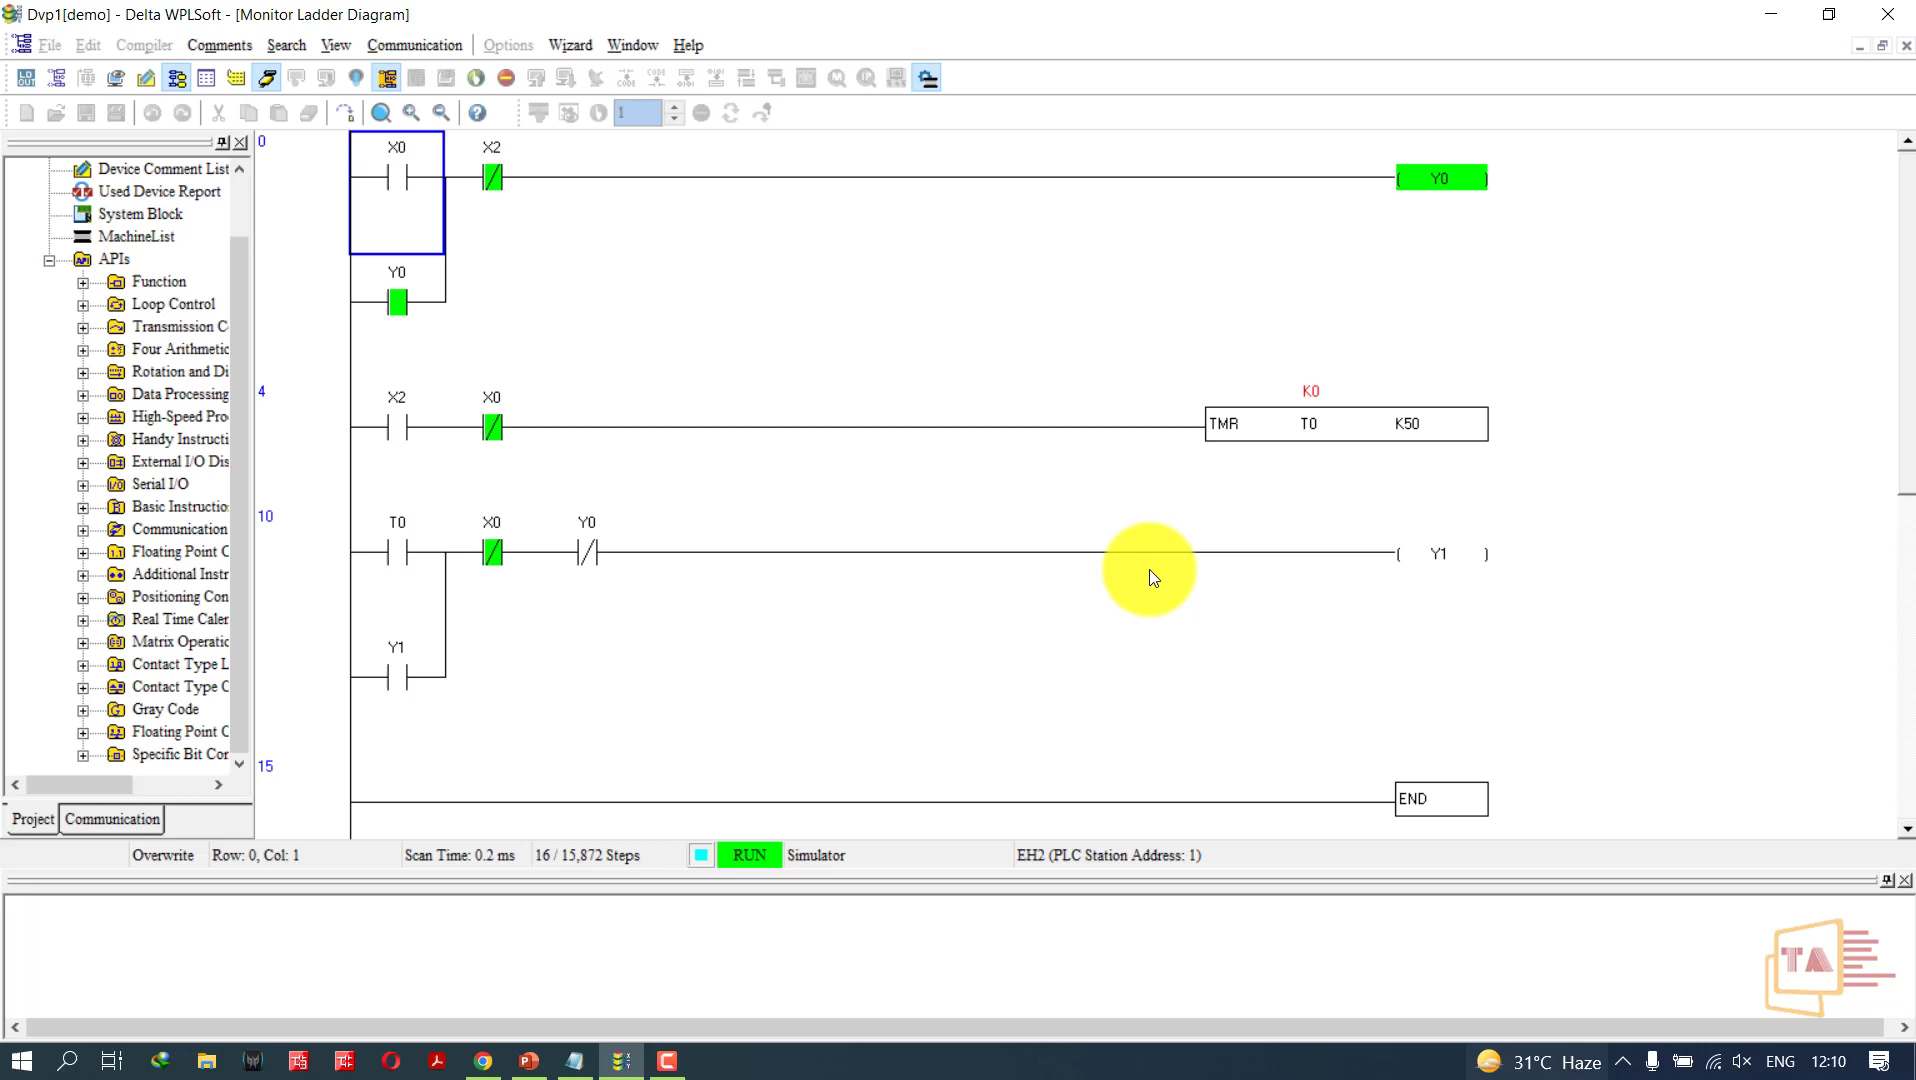 Dvp1[demo] - Delta WPLSoft - [Monitor Ladder Diagram]
File Edit Compiler Comments Search View Communication Options Wizard Window Help
1
Device Comment List
Used Device Report
System Block
MachineList
APIs
Function
Loop Control
Transmission C
Four Arithmetic
Rotation and Di
Data Processing
High-Speed Pro
Handy Instructi
External I/O Dis
Serial I/O
Basic Instructio
Communication
Floating Point C
Additional Instr
Positioning Con
Real Time Caler
Matrix Operatic
Contact Type L
Contact Type C
Gray Code
Floating Point C
Specific Bit Cor
Project Communication
0
X0 X2
Y0
Y0
4
X2 X0
K0
TMR T0 K50
10
T0 X0 Y0
Y1
Y1
15
END
Overwrite Row: 0, Col: 1 Scan Time: 0.2 ms 16 / 15,872 Steps RUN Simulator EH2 (PLC Station Address: 1)
TA
31°C Haze ENG 12:10